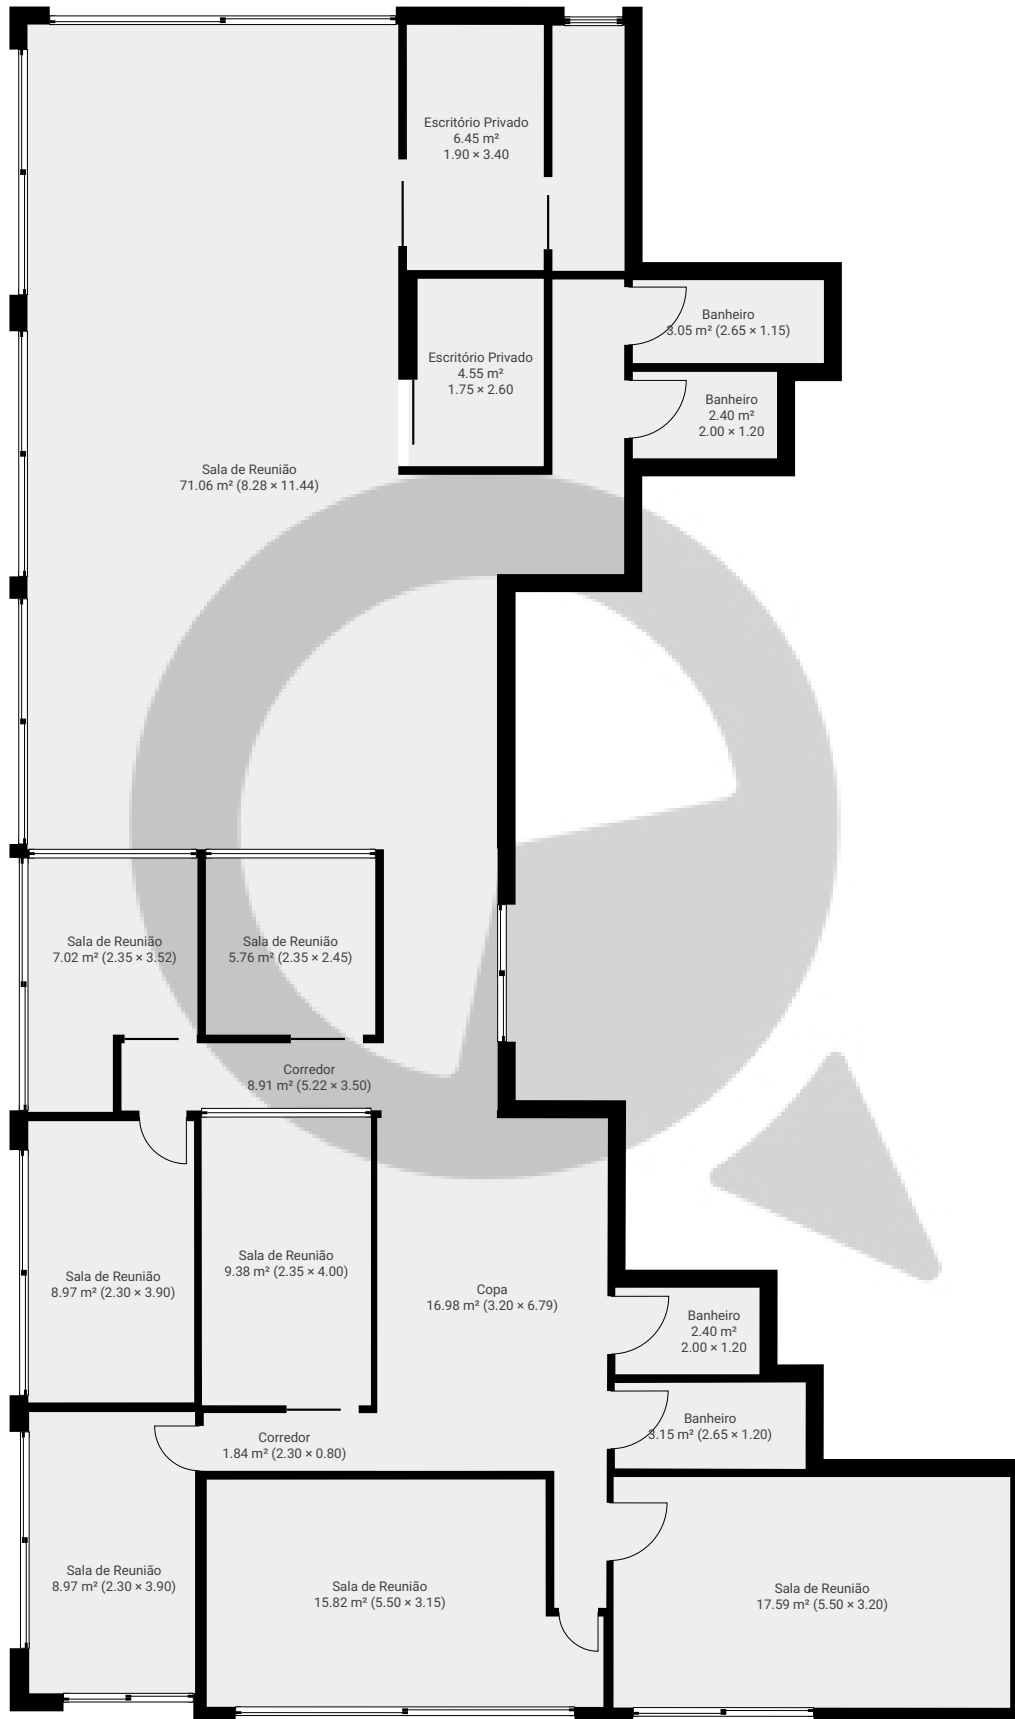 Escritório Privado
6.45 m²
1.90 × 3.40
Banheiro
3.05 m² (2.65 × 1.15)
Escritório Privado
4.55 m²
1.75 × 2.60
Banheiro
2.40 m²
2.00 × 1.20
Sala de Reunião
71.06 m² (8.28 × 11.44)
Sala de Reunião
7.02 m² (2.35 × 3.52)
Sala de Reunião
5.76 m² (2.35 × 2.45)
Corredor
8.91 m² (5.22 × 3.50)
Sala de Reunião
8.97 m² (2.30 × 3.90)
Sala de Reunião
9.38 m² (2.35 × 4.00)
Copa
16.98 m² (3.20 × 6.79)
Banheiro
2.40 m²
2.00 × 1.20
Banheiro
3.15 m² (2.65 × 1.20)
Corredor
1.84 m² (2.30 × 0.80)
Sala de Reunião
8.97 m² (2.30 × 3.90)
Sala de Reunião
15.82 m² (5.50 × 3.15)
Sala de Reunião
17.59 m² (5.50 × 3.20)